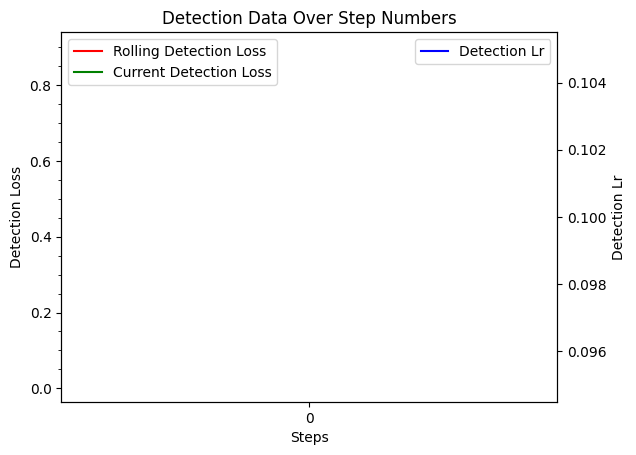 Detection Data Over Step Numbers
Rolling Detection Loss
Current Detection Loss
Detection Lr
0.8
0.6
0.4
0.2
0.0
Detection Loss
0.104
0.102
0.100
0.098
0.096
Detection Lr
0
Steps